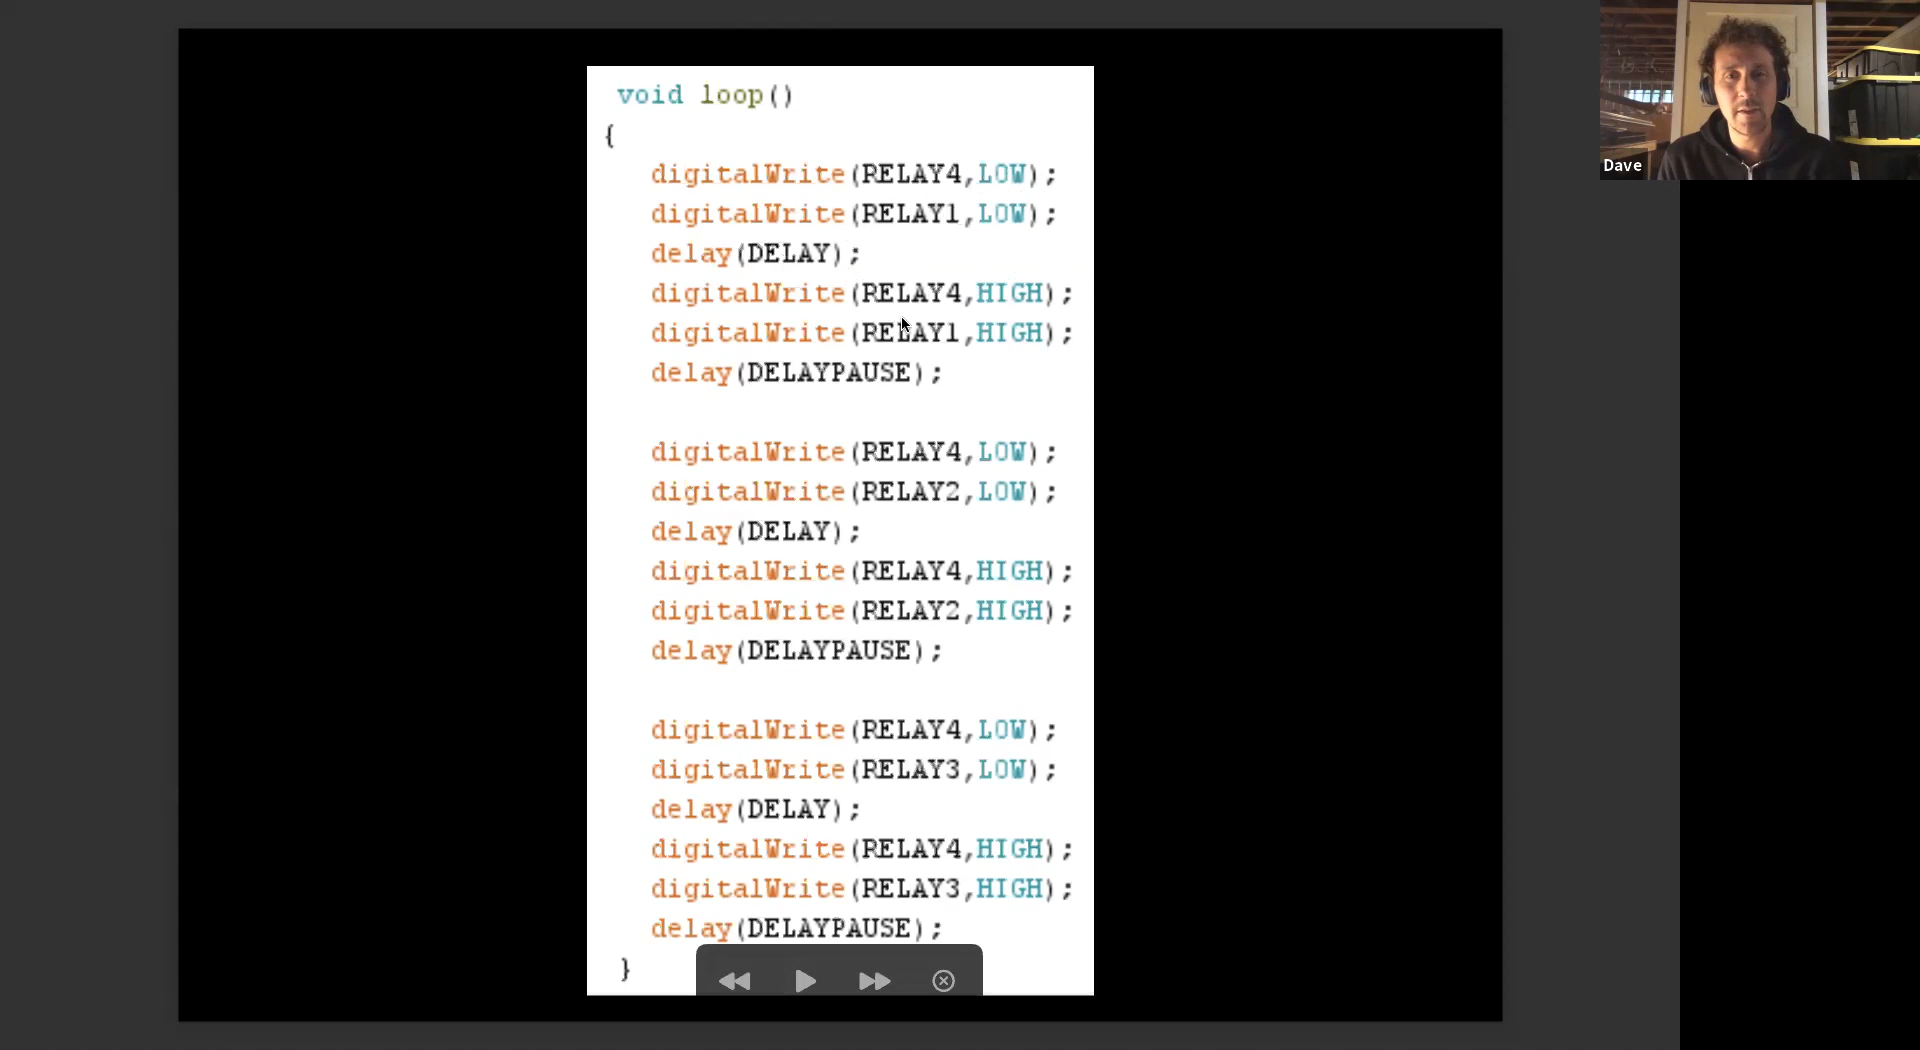 void loop()
{
digitalWrite(RELAY4,LOW);
digitalWrite(RELAY1,LOW);
delay(DELAY);
digitalWrite(RELAY4,HIGH);
digitalWrite(RELAY1,HIGH);
delay(DELAYPAUSE);
digitalWrite(RELAY4,LOW);
digitalWrite(RELAY2,LOW);
delay(DELAY);
digitalWrite(RELAY4,HIGH);
digitalWrite(RELAY2,HIGH);
delay(DELAYPAUSE);
digitalWrite(RELAY4,LOW);
digitalWrite(RELAY3,LOW);
delay(DELAY);
digitalWrite(RELAY4,HIGH);
digitalWrite(RELAY3,HIGH);
delay(DELAYPAUSE);
}
Dave